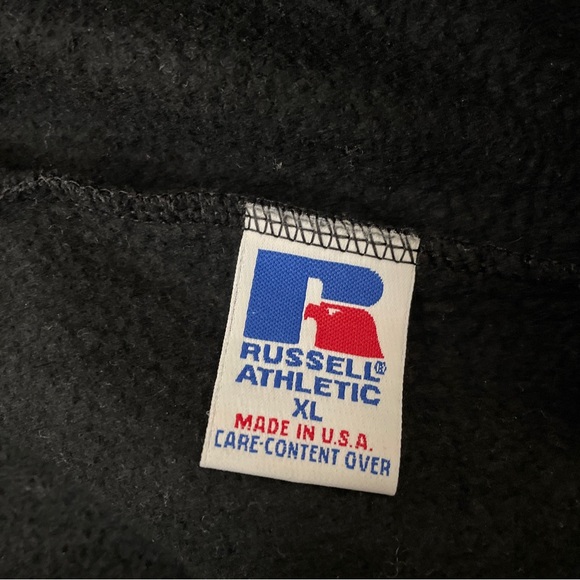 RUSSELL®
ATHLETIC
XL
MADE IN U.S.A.
CARE·CONTENT OVER